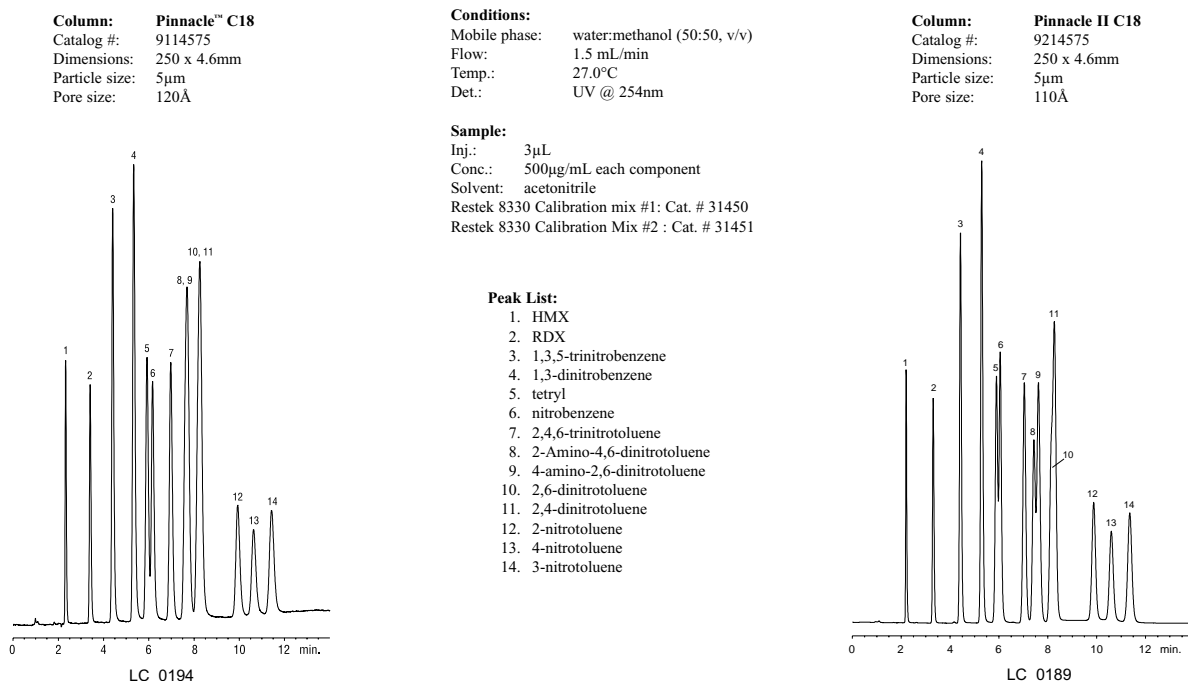 Column: Pinnacle™ C18
Catalog #: 9114575
Dimensions: 250 x 4.6mm
Particle size: 5µm
Pore size: 120Å
Conditions:
Mobile phase: water:methanol (50:50, v/v)
Flow: 1.5 mL/min
Temp.: 27.0°C
Det.: UV @ 254nm
Sample:
Inj.: 3µL
Conc.: 500µg/mL each component
Solvent: acetonitrile
Restek 8330 Calibration mix #1: Cat. # 31450
Restek 8330 Calibration Mix #2 : Cat. # 31451
Peak List:
1. HMX
2. RDX
3. 1,3,5-trinitrobenzene
4. 1,3-dinitrobenzene
5. tetryl
6. nitrobenzene
7. 2,4,6-trinitrotoluene
8. 2-Amino-4,6-dinitrotoluene
9. 4-amino-2,6-dinitrotoluene
10. 2,6-dinitrotoluene
11. 2,4-dinitrotoluene
12. 2-nitrotoluene
13. 4-nitrotoluene
14. 3-nitrotoluene
Column: Pinnacle II C18
Catalog #: 9214575
Dimensions: 250 x 4.6mm
Particle size: 5µm
Pore size: 110Å
1
2
3
4
5
6
7
8, 9
10, 11
12
13
14
0 2 4 6 8 10 12 min.
LC_0194
1
2
3
4
5
6
7
8
9
10
11
12
13
14
0 2 4 6 8 10 12 min.
LC_0189